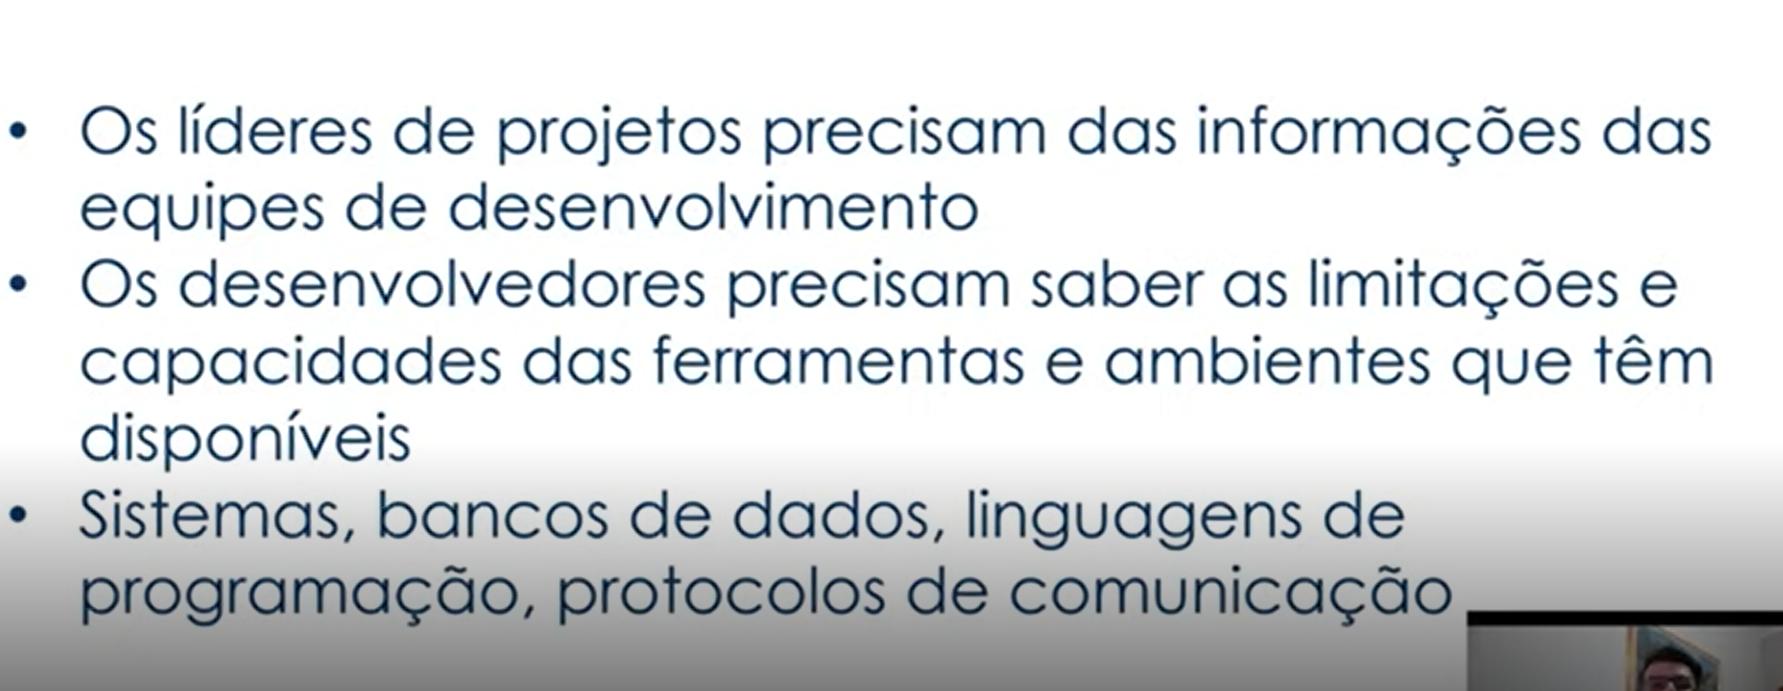 • Os líderes de projetos precisam das informações das
equipes de desenvolvimento
• Os desenvolvedores precisam saber as limitações e
capacidades das ferramentas e ambientes que têm
disponíveis
• Sistemas, bancos de dados, linguagens de
programação, protocolos de comunicação